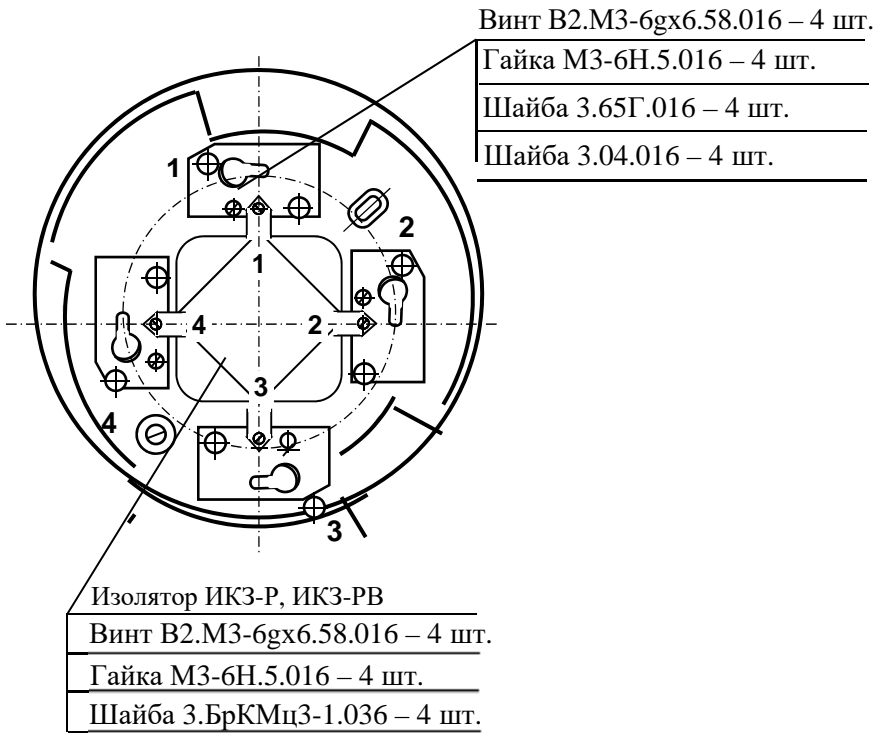 Винт В2.М3-6gх6.58.016 – 4 шт.
Гайка М3-6Н.5.016 – 4 шт.
Шайба 3.65Г.016 – 4 шт.
Шайба 3.04.016 – 4 шт.
1
2
1
4
2
3
4
3
Изолятор ИКЗ-Р, ИКЗ-РВ
Винт В2.М3-6gх6.58.016 – 4 шт.
Гайка М3-6Н.5.016 – 4 шт.
Шайба 3.БрКМц3-1.036 – 4 шт.